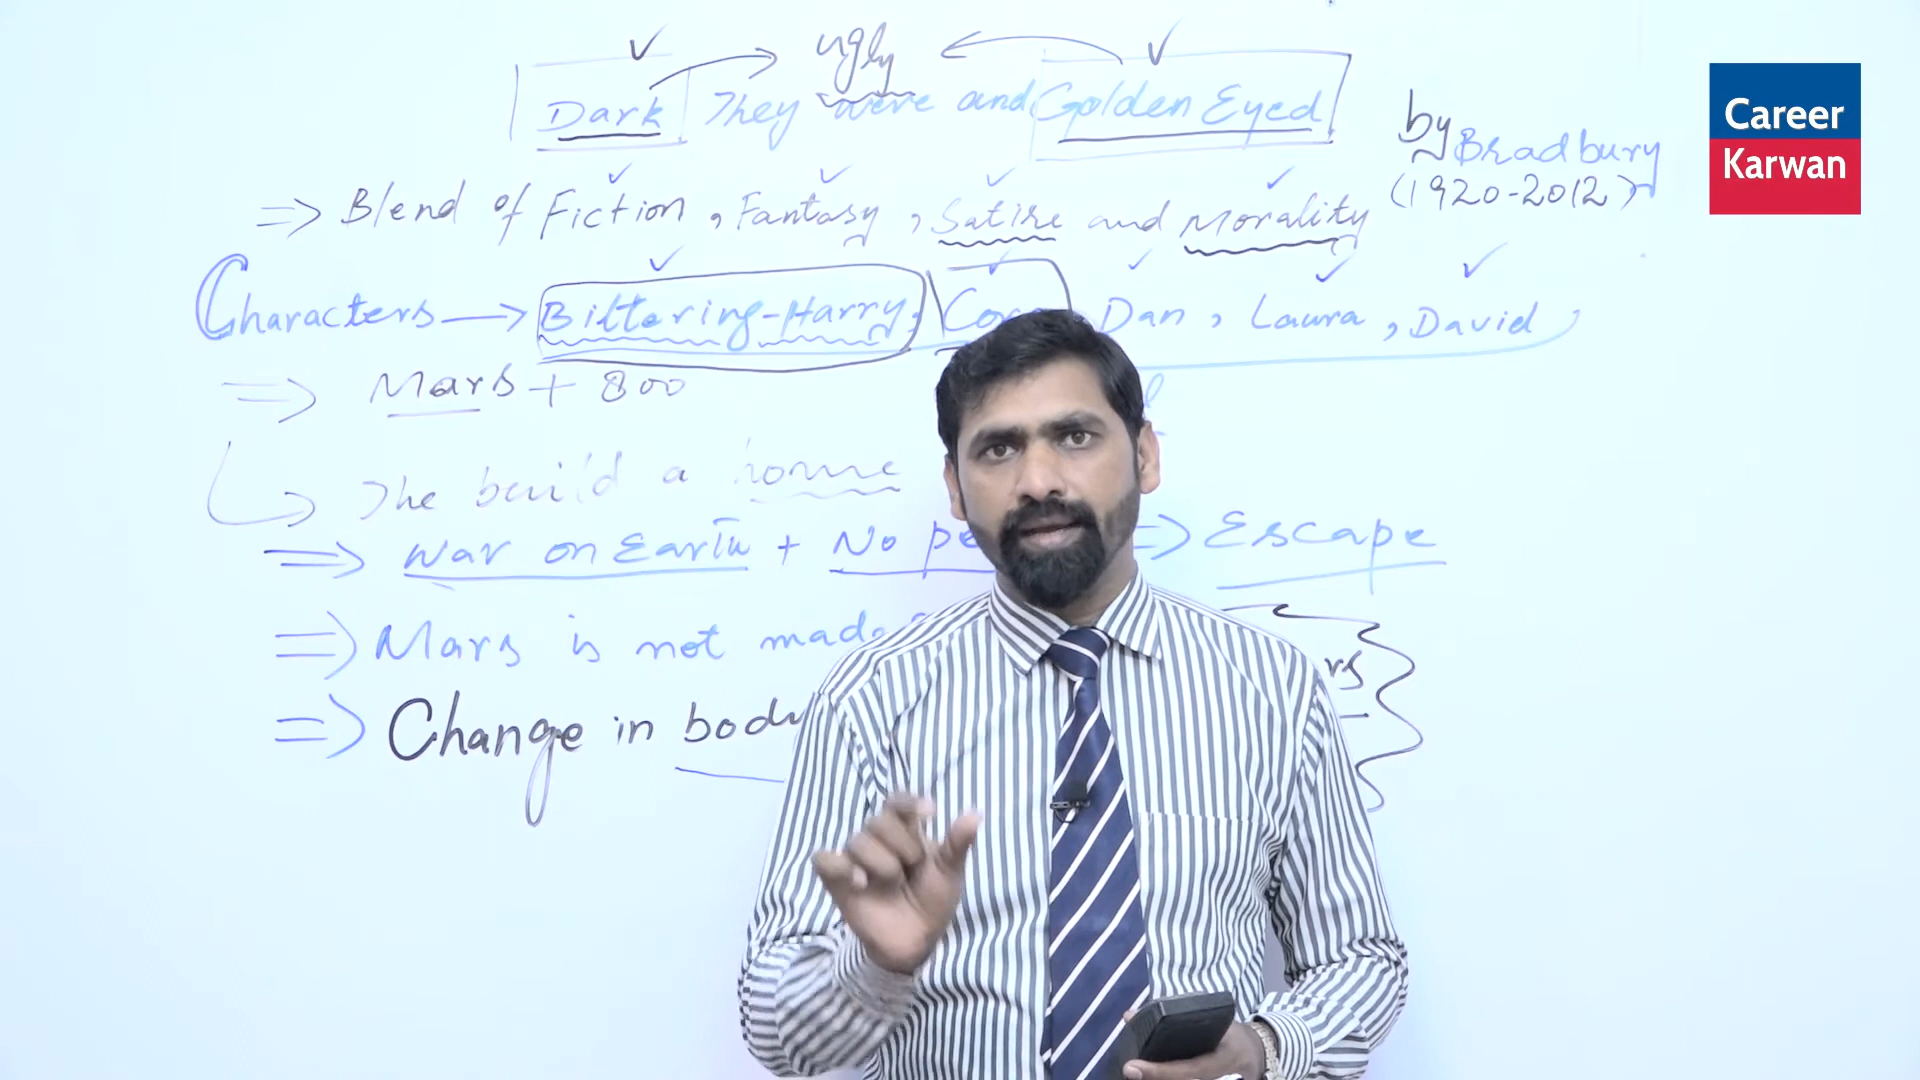 ugly
Dark They were and Golden Eyed
by Bradbury
(1920-2012)
⇒ Blend of Fiction, Fantasy, Satire and Morality
Characters → Bittering-Harry, Dan, Laura, David
⇒ Mars + 800
The build a home
⇒ War on Earth + No ⇒ Escape
⇒ Mars is not made
⇒ Change in body
Career
Karwan